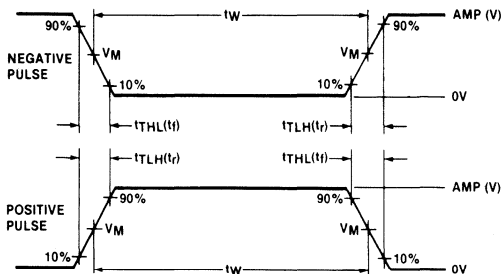 tW
AMP (V)
90%
90%
NEGATIVE
PULSE
VM
VM
10%
10%
0V
tTHL(tf)
tTLH(tr)
tTLH(tr)
tTHL(tf)
AMP (V)
90%
90%
POSITIVE
PULSE
VM
VM
10%
10%
tW
0V